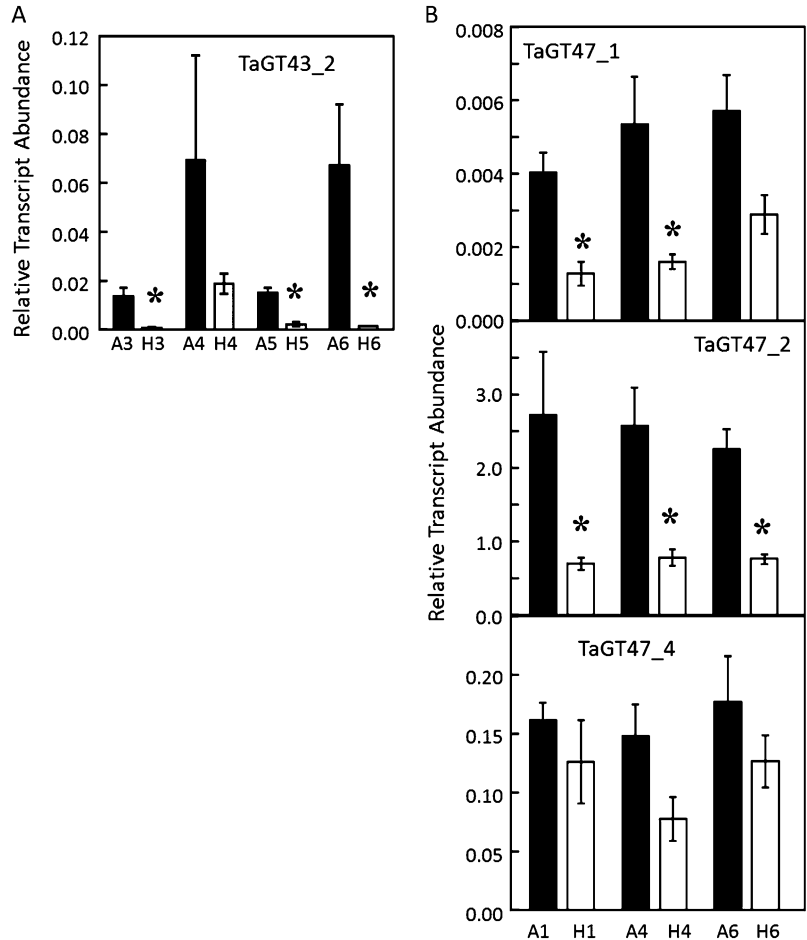 A
TaGT43_2
Relative Transcript Abundance
0.12
0.10
0.08
0.06
0.04
0.02
0.00
*
*
*
A3 H3 A4 H4 A5 H5 A6 H6
B
Relative Transcript Abundance
TaGT47_1
0.008
0.006
0.004
0.002
0.000
*
*
TaGT47_2
3.0
2.0
1.0
0.0
*
*
*
TaGT47_4
0.20
0.15
0.10
0.05
0.00
A1 H1 A4 H4 A6 H6